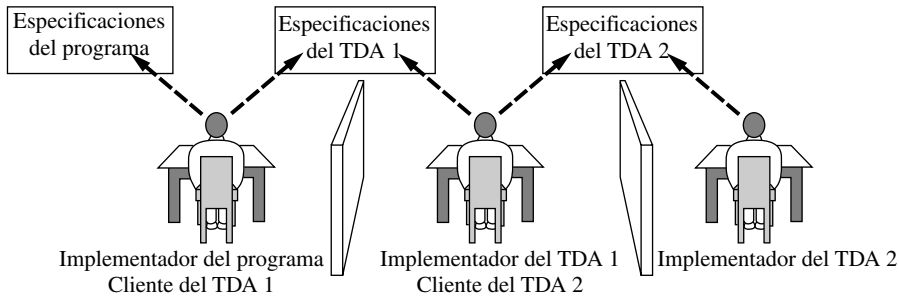 Especificaciones
del programa
Especificaciones
del TDA 1
Especificaciones
del TDA 2
Implementador del programa
Cliente del TDA 1
Implementador del TDA 1
Cliente del TDA 2
Implementador del TDA 2